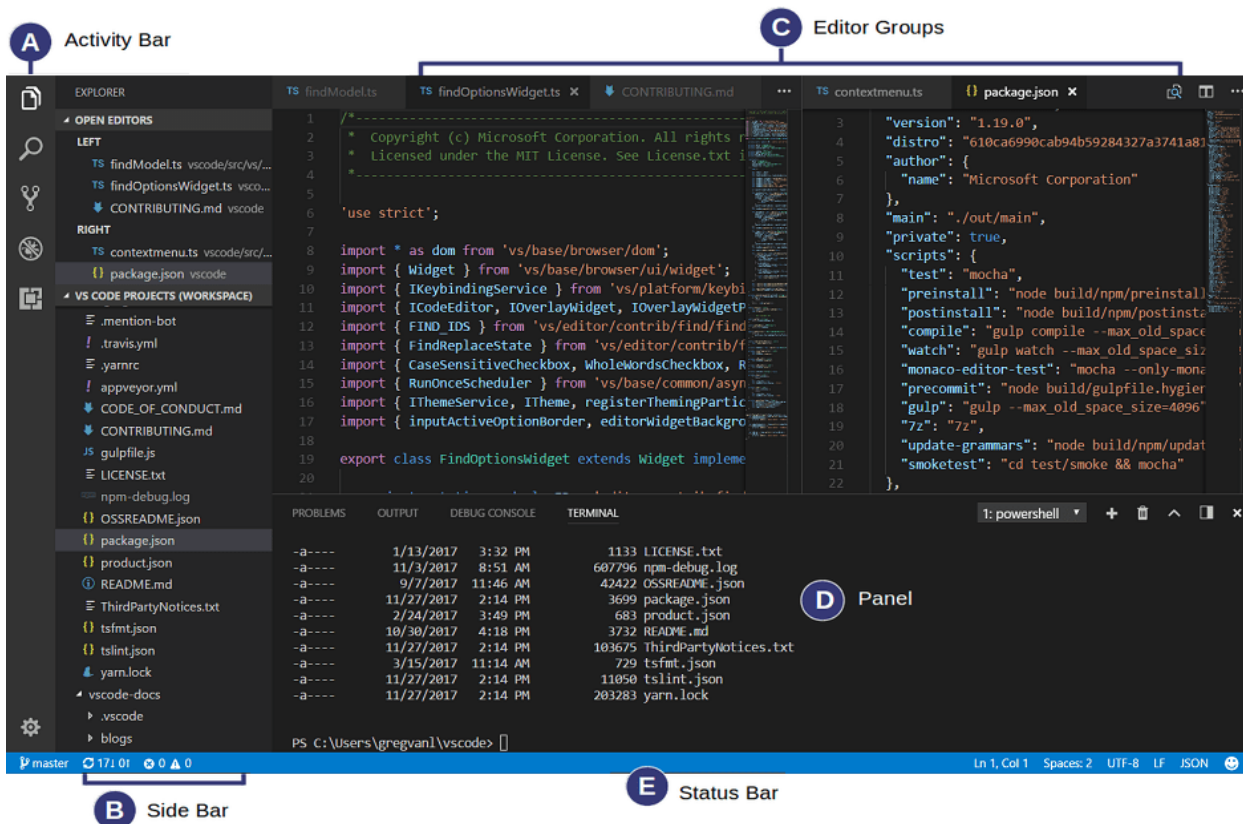 A Activity Bar
C Editor Groups
EXPLORER
OPEN EDITORS
LEFT
TS findModel.ts vscode/src/vs/...
TS findOptionsWidget.ts vsco...
CONTRIBUTING.md vscode
RIGHT
TS contextmenu.ts vscode/src/...
{} package.json vscode
VS CODE PROJECTS (WORKSPACE)
.mention-bot
! .travis.yml
.yarnrc
! appveyor.yml
CODE_OF_CONDUCT.md
CONTRIBUTING.md
JS gulpfile.js
LICENSE.txt
npm-debug.log
{} OSSREADME.json
{} package.json
{} product.json
README.md
ThirdPartyNotices.txt
{} tsfmt.json
{} tslint.json
yarn.lock
vscode-docs
.vscode
blogs
TS findModel.ts TS findOptionsWidget.ts × CONTRIBUTING.md ...
1 /*---------------------------------------------------
2 * Copyright (c) Microsoft Corporation. All rights r
3 * Licensed under the MIT License. See License.txt i
4 *---------------------------------------------------
5
6 'use strict';
7
8 import * as dom from 'vs/base/browser/dom';
9 import { Widget } from 'vs/base/browser/ui/widget';
10 import { IKeybindingService } from 'vs/platform/keybi
11 import { ICodeEditor, IOverlayWidget, IOverlayWidgetP
12 import { FIND_IDS } from 'vs/editor/contrib/find/find
13 import { FindReplaceState } from 'vs/editor/contrib/f
14 import { CaseSensitiveCheckbox, WholeWordsCheckbox, R
15 import { RunOnceScheduler } from 'vs/base/common/asyn
16 import { IThemeService, ITheme, registerThemingPartic
17 import { inputActiveOptionBorder, editorWidgetBackgro
18
19 export class FindOptionsWidget extends Widget impleme
20
TS contextmenu.ts {} package.json × ...
3 "version": "1.19.0",
4 "distro": "610ca6990cab94b59284327a3741a81
5 "author": {
6 "name": "Microsoft Corporation"
7 },
8 "main": "./out/main",
9 "private": true,
10 "scripts": {
11 "test": "mocha",
12 "preinstall": "node build/npm/preinstall
13 "postinstall": "node build/npm/postinsta
14 "compile": "gulp compile --max_old_space
15 "watch": "gulp watch --max_old_space_siz
16 "monaco-editor-test": "mocha --only-mona
17 "precommit": "node build/gulpfile.hygien
18 "gulp": "gulp --max_old_space_size=4096"
19 "7z": "7z",
20 "update-grammars": "node build/npm/updat
21 "smoketest": "cd test/smoke && mocha"
22 },
PROBLEMS OUTPUT DEBUG CONSOLE TERMINAL 1: powershell
-a---- 1/13/2017 3:32 PM 1133 LICENSE.txt
-a---- 11/3/2017 8:51 AM 607796 npm-debug.log
-a---- 9/7/2017 11:46 AM 42422 OSSREADME.json
-a---- 11/27/2017 2:14 PM 3699 package.json
-a---- 2/24/2017 3:49 PM 683 product.json
-a---- 10/30/2017 4:18 PM 3732 README.md
-a---- 11/27/2017 2:14 PM 103675 ThirdPartyNotices.txt
-a---- 3/15/2017 11:14 AM 729 tsfmt.json
-a---- 11/27/2017 2:14 PM 11050 tslint.json
-a---- 11/27/2017 2:14 PM 203283 yarn.lock
PS C:\Users\gregvanl\vscode>
D Panel
master 17↓ 0↑ 0 0 Ln 1, Col 1 Spaces: 2 UTF-8 LF JSON
B Side Bar
E Status Bar